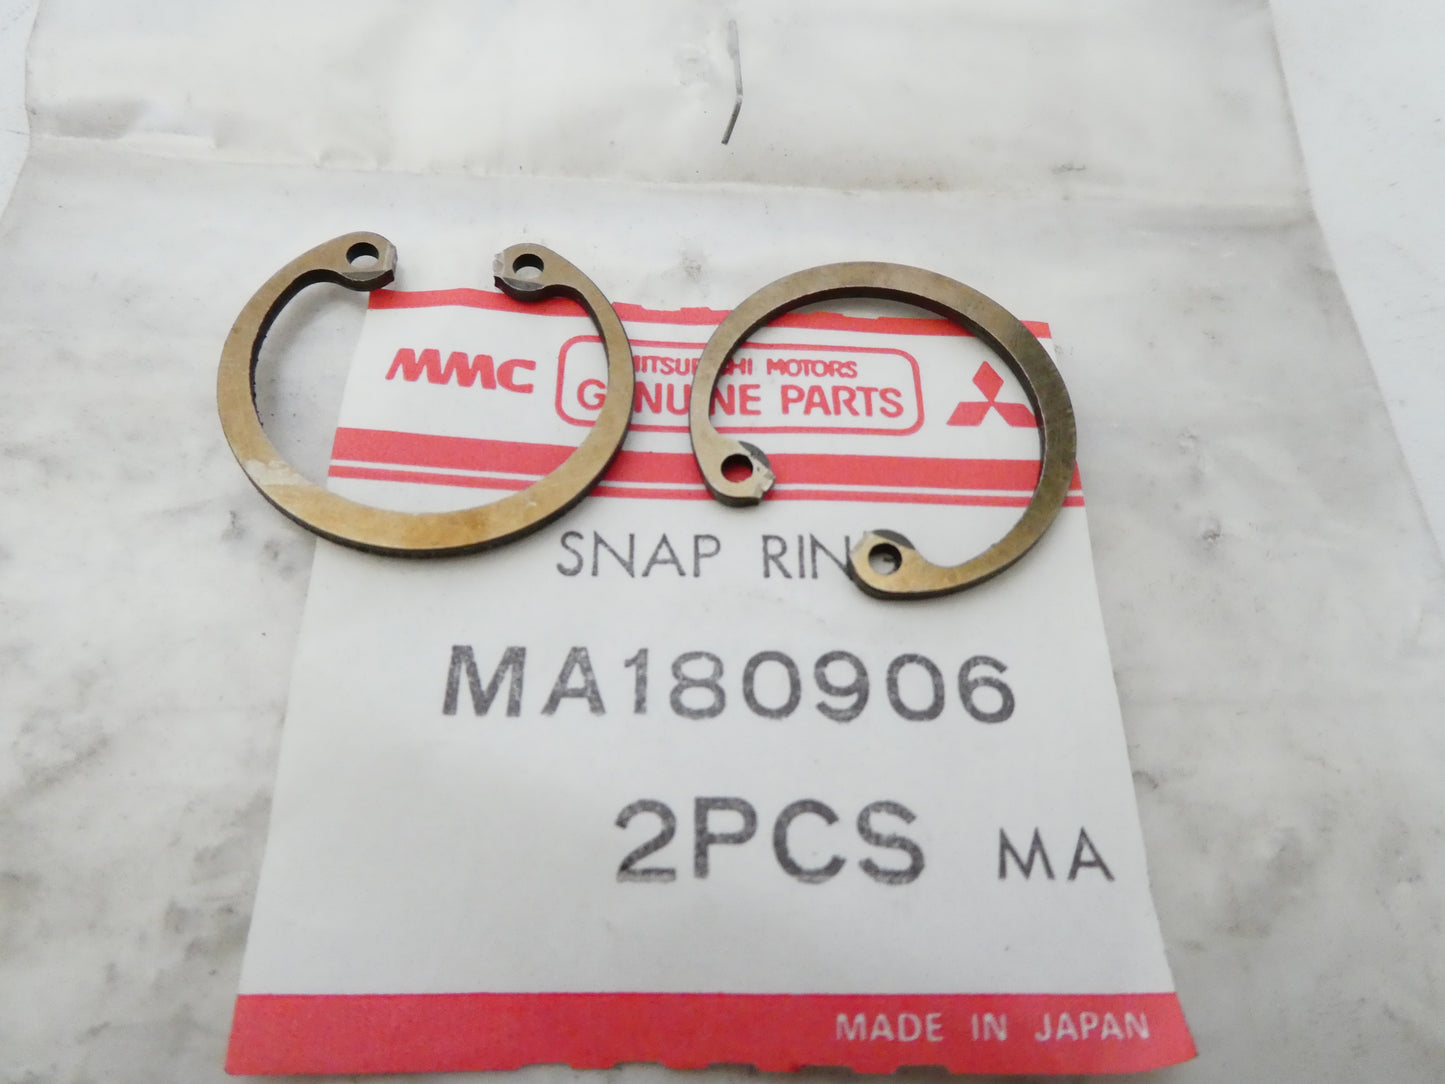 MMC
MITSUBISHI MOTORS
GENUINE PARTS
SNAP RING
MA180906
2PCS MA
MADE IN JAPAN